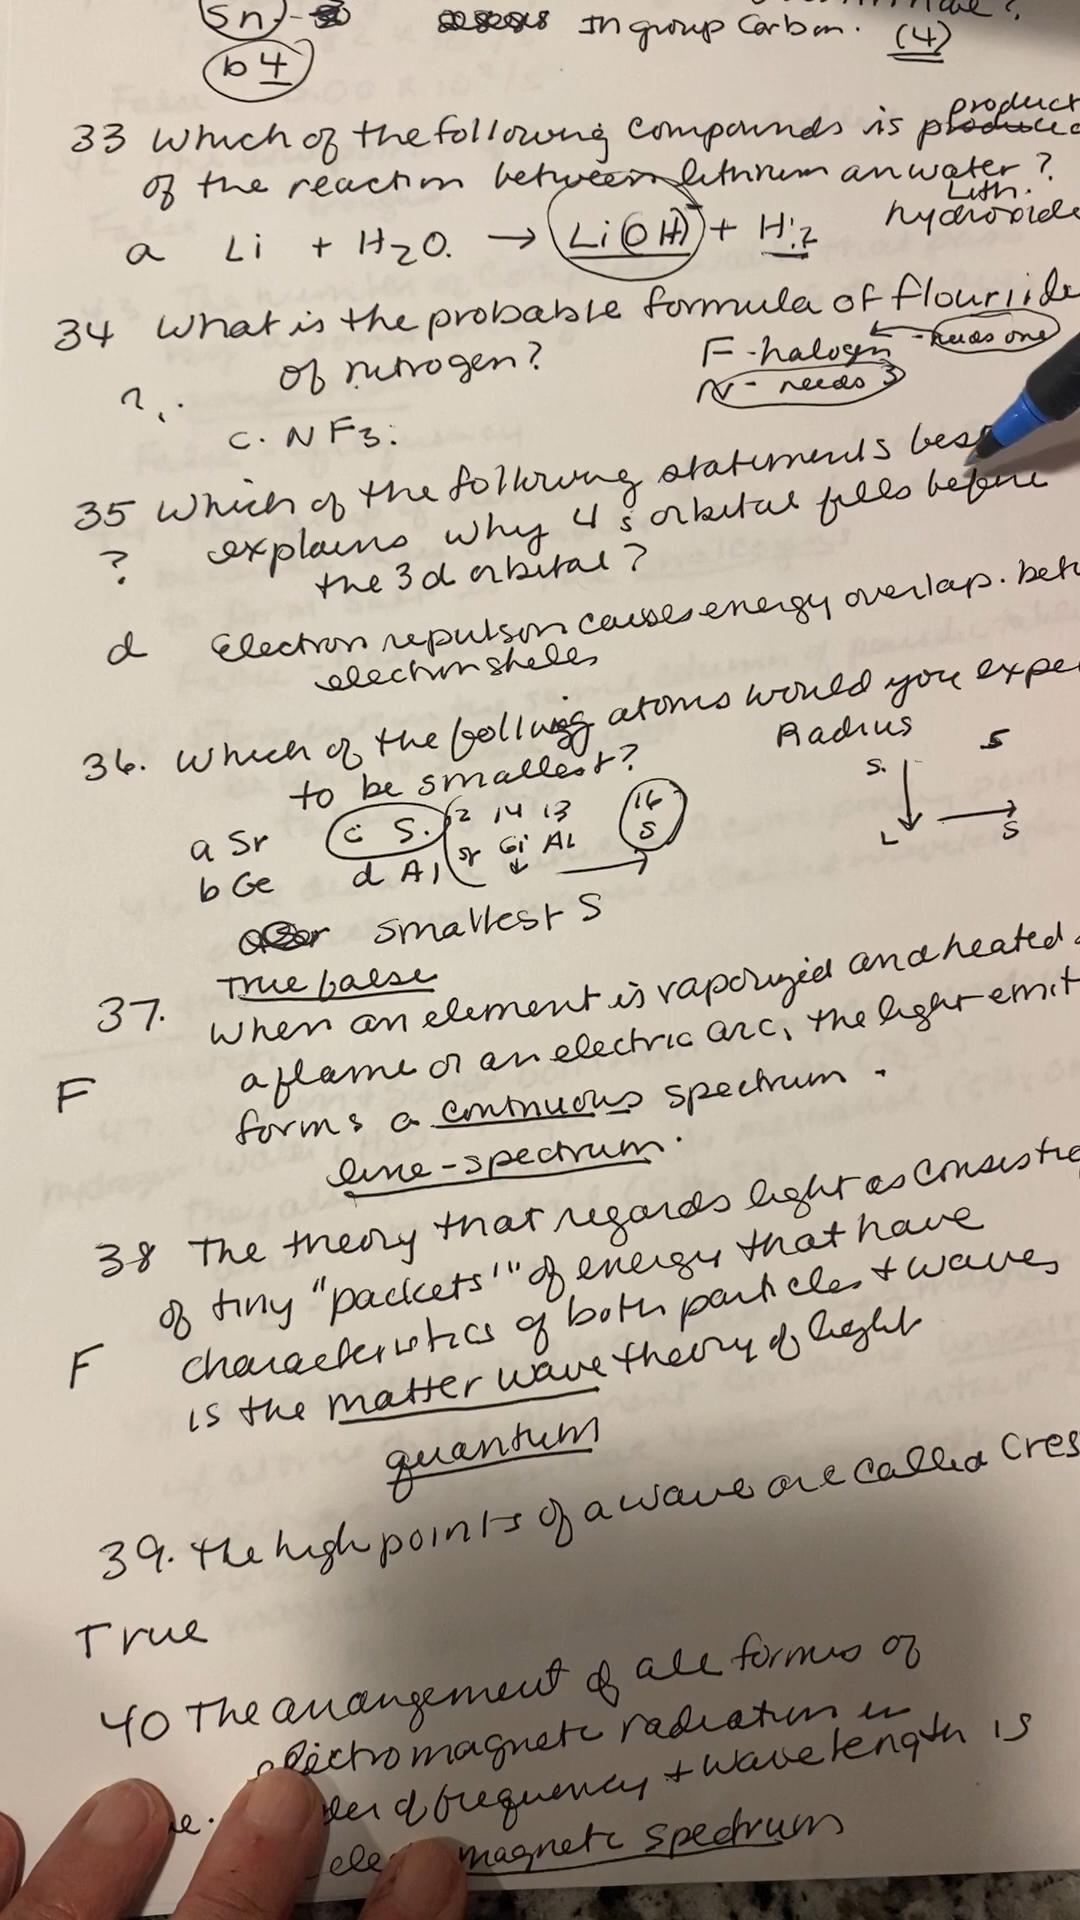 Sn
In group Carbon. (4)
b 4
33 Which of the following compounds is product
of the reaction between lithium an water?
Lith.
hydroxide
a Li + H2O. → Li(OH) + H2
34 What is the probable formula of flouriide
of nitrogen?
F - halogen - needs one
N - needs 3
?
C. NF3.
35 Which of the following statements best
? explains why 4s orbital fills before
the 3d orbital?
d Electron repulson causes energy overlap.
electron shells
36. Which of the following atoms would you
to be smallest?
Radius
S.
L → S
a Sr c S. 2 14 13 16
b Ge d Al Sr Al S
smallest S
True false
37. When an element is vaporized and heated
F a flame or an electric arc, the light
forms a continuous spectrum.
line-spectrum.
38 The theory that regards light as
of tiny "packets" of energy that have
characteristics of both particles + waves
F is the matter wave theory of light
quantum
39. The high points of a wave are called
True
40 The arrangement of all forms of
electromagnetic radiation in
of frequency + wavelength is
magnetic spectrum